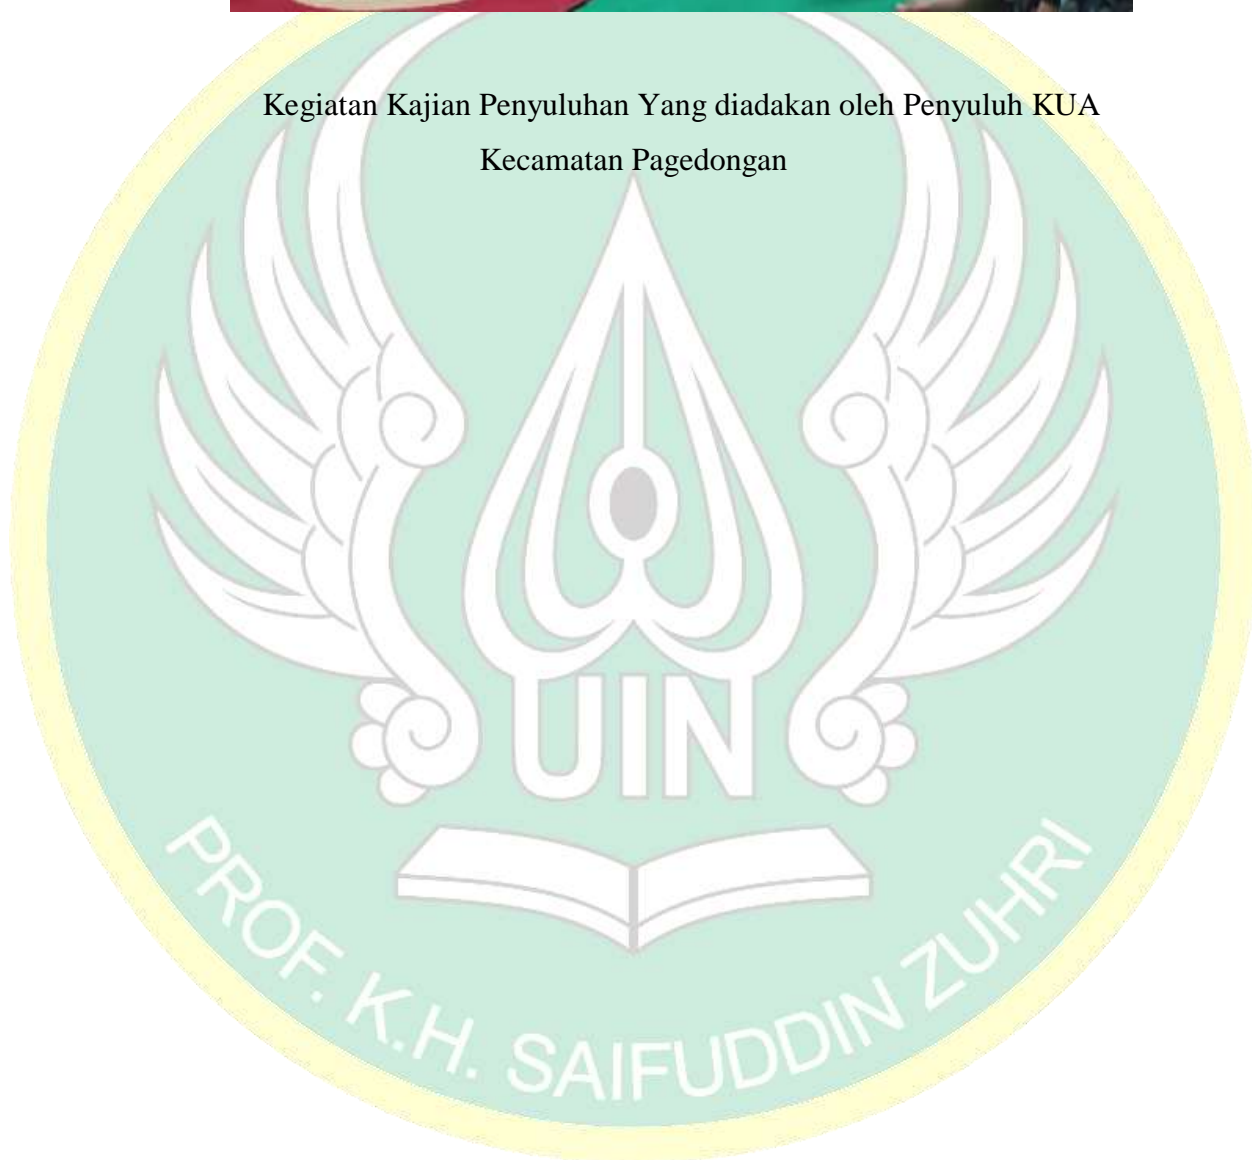 Kegiatan Kajian Penyuluhan Yang diadakan oleh Penyuluh KUA
Kecamatan Pagedongan
UIN
PROF. K.H. SAIFUDDIN ZUHRI